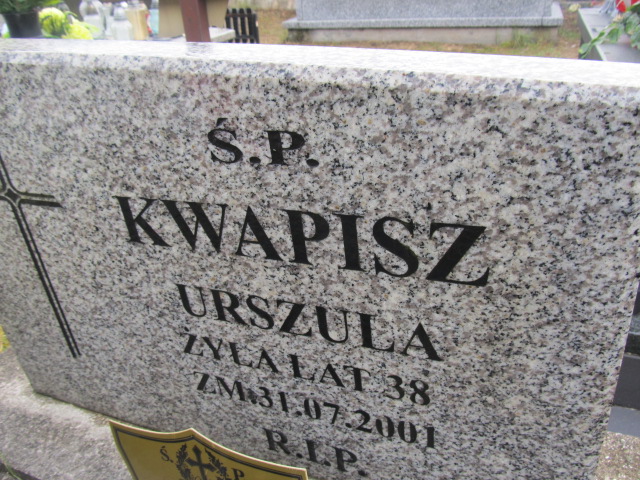 Ś.P.
KWAPISZ
URSZULA
ŻYŁA LAT 38
ZM.31.07.2001
R.I.P.
Ś. P.